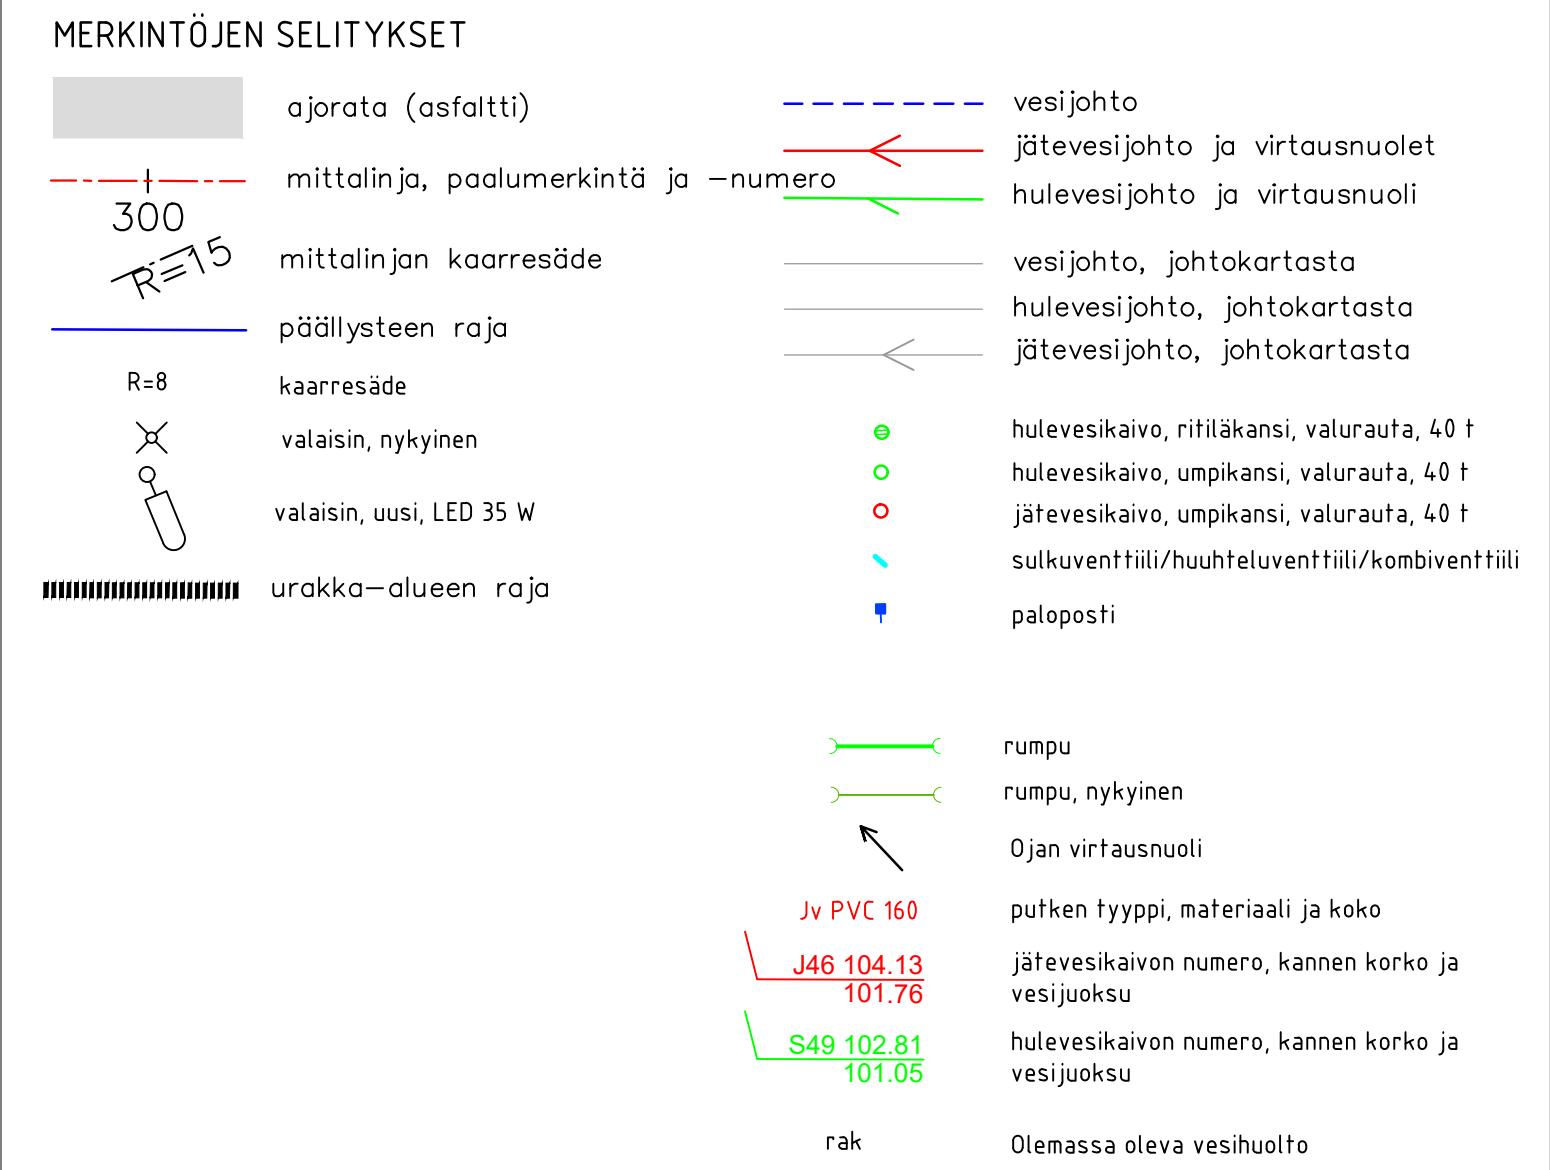 MERKINTÖJEN SELITYKSET
ajorata (asfaltti)
mittalinja, paalumerkintä ja –numero
300
R=15
mittalinjan kaarresäde
päällysteen raja
R=8
kaarresäde
valaisin, nykyinen
valaisin, uusi, LED 35 W
urakka–alueen raja
vesijohto
jätevesijohto ja virtausnuolet
hulevesijohto ja virtausnuoli
vesijohto, johtokartasta
hulevesijohto, johtokartasta
jätevesijohto, johtokartasta
hulevesikaivo, ritiläkansi, valurauta, 40 t
hulevesikaivo, umpikansi, valurauta, 40 t
jätevesikaivo, umpikansi, valurauta, 40 t
sulkuventtiili/huuhteluventtiili/kombiventtiili
paloposti
rumpu
rumpu, nykyinen
Ojan virtausnuoli
Jv PVC 160
putken tyyppi, materiaali ja koko
J46 104.13
101.76
jätevesikaivon numero, kannen korko ja
vesijuoksu
S49 102.81
101.05
hulevesikaivon numero, kannen korko ja
vesijuoksu
rak
Olemassa oleva vesihuolto